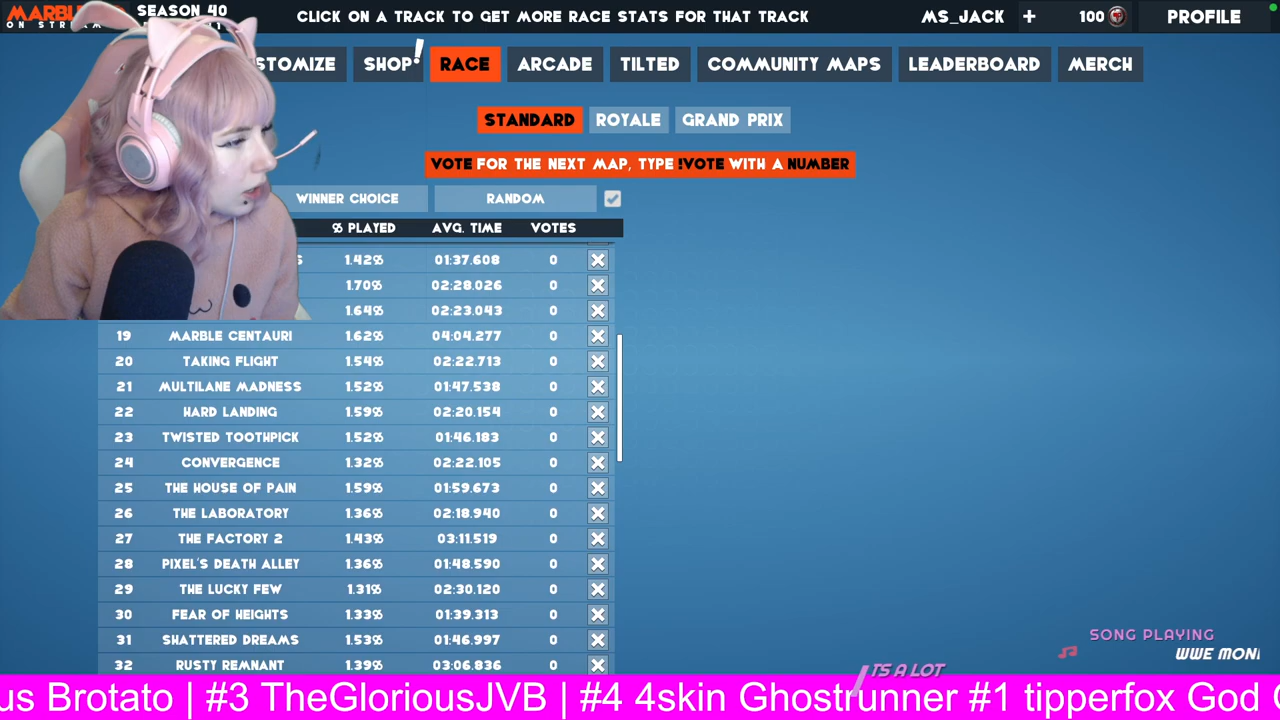 SEASON 40
CLICK ON A TRACK TO GET MORE RACE STATS FOR THAT TRACK
MS_JACK + 100 PROFILE
ON STREAM
SHOP! RACE ARCADE TILTED COMMUNITY MAPS LEADERBOARD MERCH
STANDARD ROYALE GRAND PRIX
VOTE FOR THE NEXT MAP, TYPE !VOTE WITH A NUMBER
WINNER CHOICE RANDOM
% PLAYED AVG. TIME VOTES
S 1.42% 01:37.608 0
1.70% 02:28.026 0
1.64% 02:23.043 0
19 MARBLE CENTAURI 1.62% 04:04.277 0
20 TAKING FLIGHT 1.54% 02:22.713 0
21 MULTILANE MADNESS 1.52% 01:47.538 0
22 HARD LANDING 1.59% 02:20.154 0
23 TWISTED TOOTHPICK 1.52% 01:46.183 0
24 CONVERGENCE 1.32% 02:22.105 0
25 THE HOUSE OF PAIN 1.59% 01:59.673 0
26 THE LABORATORY 1.36% 02:18.940 0
27 THE FACTORY 2 1.43% 03:11.519 0
28 PIXEL'S DEATH ALLEY 1.36% 01:48.590 0
29 THE LUCKY FEW 1.31% 02:30.120 0
30 FEAR OF HEIGHTS 1.33% 01:39.313 0
31 SHATTERED DREAMS 1.53% 01:46.997 0
32 RUSTY REMNANT 1.39% 03:06.836 0
SONG PLAYING
WWE MON
ITS A LOT
us Brotato | #3 TheGloriousJVB | #4 4skin Ghostrunner #1 tipperfox God